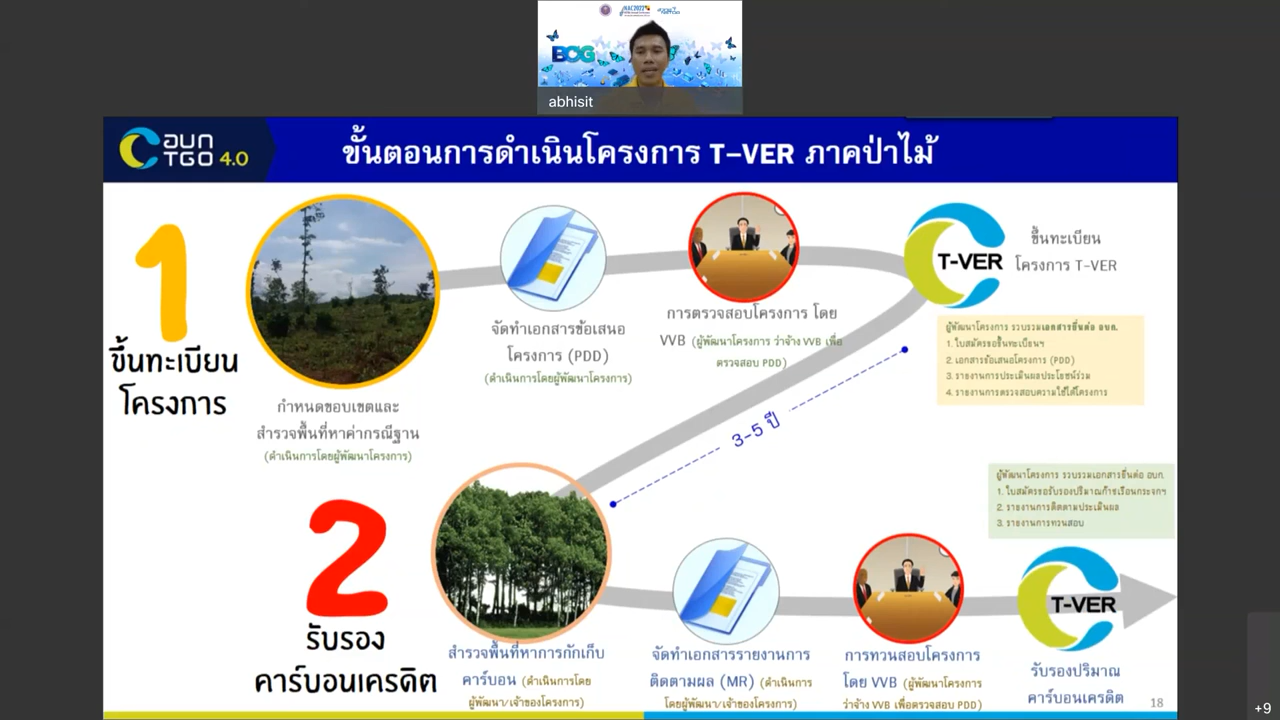 NAC2022
BCG
abhisit
อบก
TGO 4.0
ขั้นตอนการดำเนินโครงการ T-VER ภาคป่าไม้
1
ขึ้นทะเบียน
โครงการ
กำหนดขอบเขตและ
สำรวจพื้นที่หาค่ากรณีฐาน
(ดำเนินการโดยผู้พัฒนาโครงการ)
จัดทำเอกสารข้อเสนอ
โครงการ (PDD)
(ดำเนินการโดยผู้พัฒนาโครงการ)
การตรวจสอบโครงการ โดย
VVB (ผู้พัฒนาโครงการ ว่าจ้าง VVB เพื่อ
ตรวจสอบ PDD)
T-VER
ขึ้นทะเบียน
โครงการ T-VER
ผู้พัฒนาโครงการ รวบรวมเอกสารยื่นต่อ อบก.
1. ใบสมัครขอขึ้นทะเบียนฯ
2. เอกสารข้อเสนอโครงการ (PDD)
3. รายงานการประเมินผลประโยชน์ร่วม
4. รายงานการตรวจสอบความใช้ได้โครงการ
3-5 ปี
2
รับรอง
คาร์บอนเครดิต
สำรวจพื้นที่หาการกักเก็บ
คาร์บอน (ดำเนินการโดย
ผู้พัฒนา/เจ้าของโครงการ)
จัดทำเอกสารรายงานการ
ติดตามผล (MR) (ดำเนินการ
โดยผู้พัฒนา/เจ้าของโครงการ)
การทวนสอบโครงการ
โดย VVB (ผู้พัฒนาโครงการ
ว่าจ้าง VVB เพื่อตรวจสอบ PDD)
ผู้พัฒนาโครงการ รวบรวมเอกสารยื่นต่อ อบก.
1. ใบสมัครขอรับรองปริมาณก๊าซเรือนกระจกฯ
2. รายงานการติดตามประเมินผล
3. รายงานการทวนสอบ
T-VER
รับรองปริมาณ
คาร์บอนเครดิต
18
+9